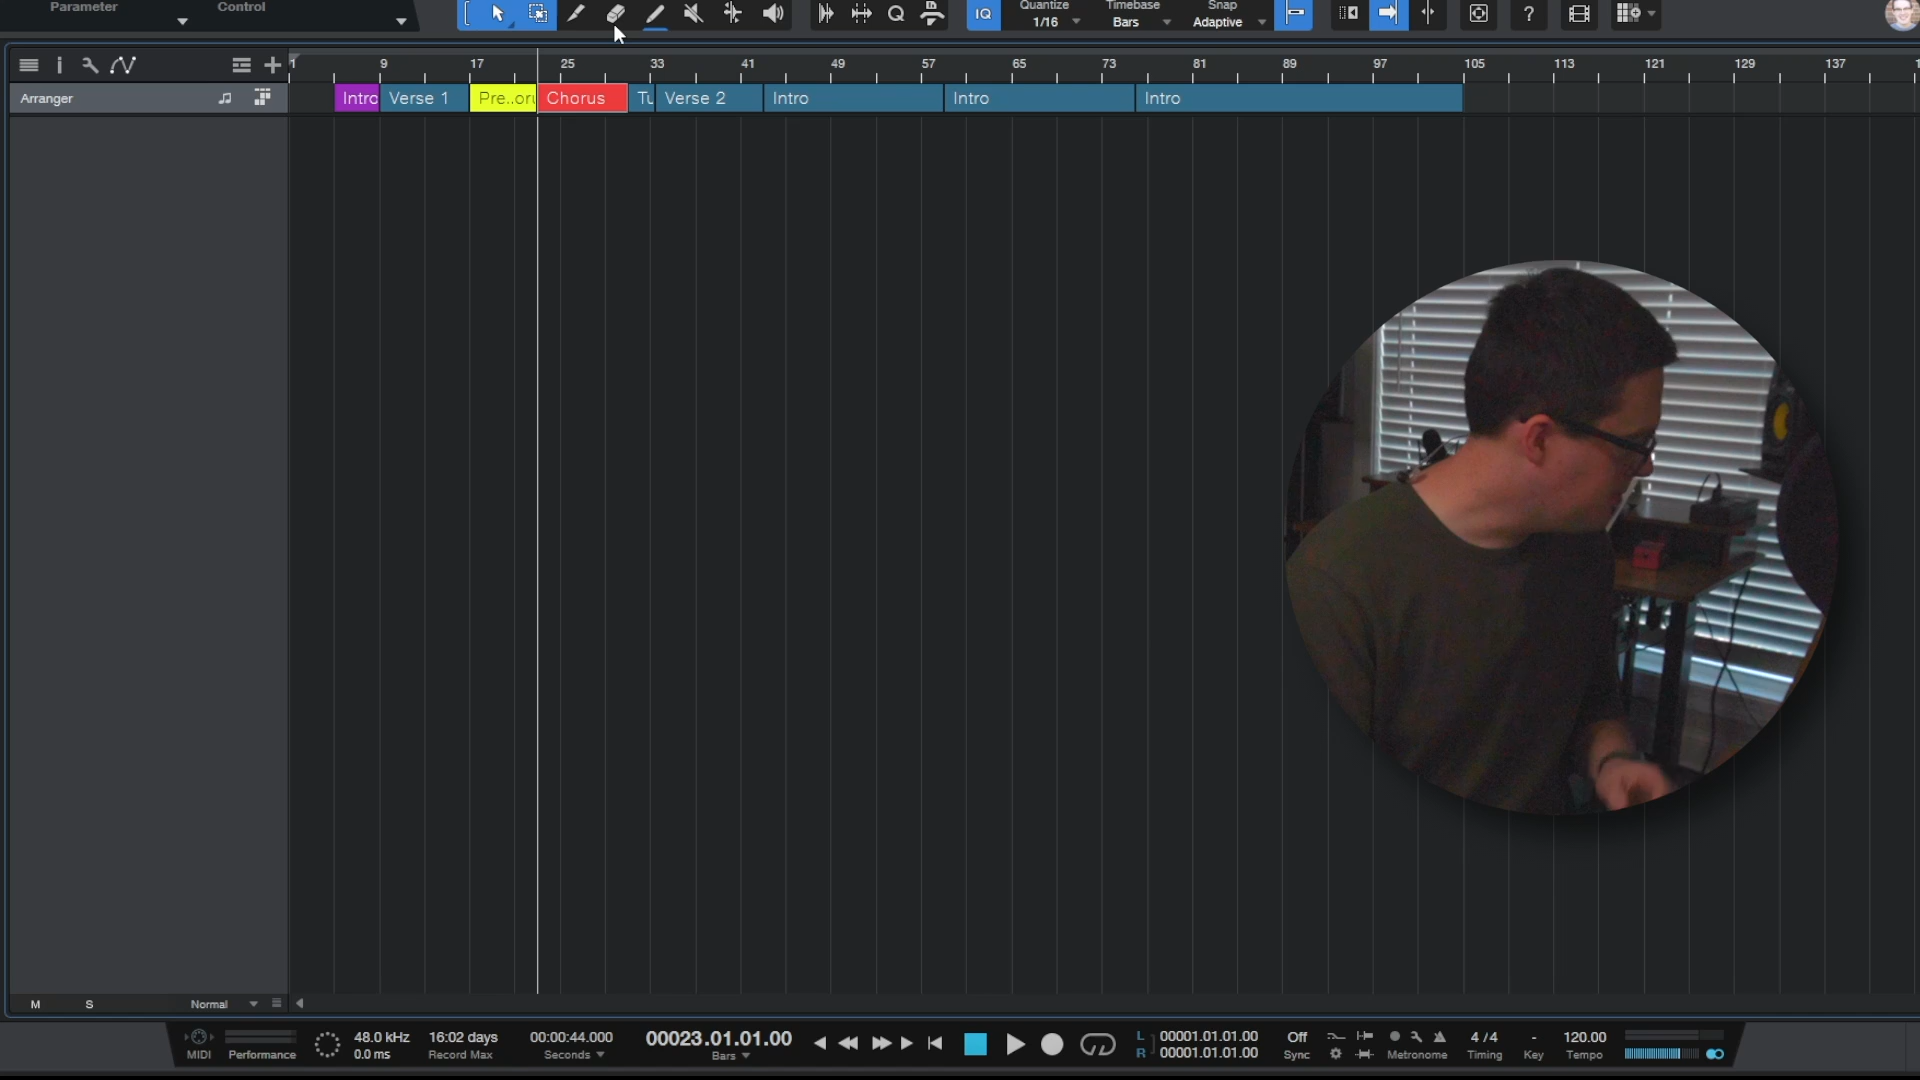 Parameter Control
IQ
Quantize
1/16
Timebase
Bars
Snap
Adaptive
?
1 9 17 25 33 41 49 57 65 73 81 89 97 105 113 121 129 137
Arranger
Intro Verse 1 Pre..oru Chorus Tu Verse 2 Intro Intro Intro
M S Normal
MIDI
Performance
48.0 kHz
0.0 ms
16:02 days
Record Max
00:00:44.000
Seconds
00023.01.01.00
Bars
L 00001.01.01.00
R 00001.01.01.00
Off
Sync
Metronome
4 / 4
Timing
-
Key
120.00
Tempo